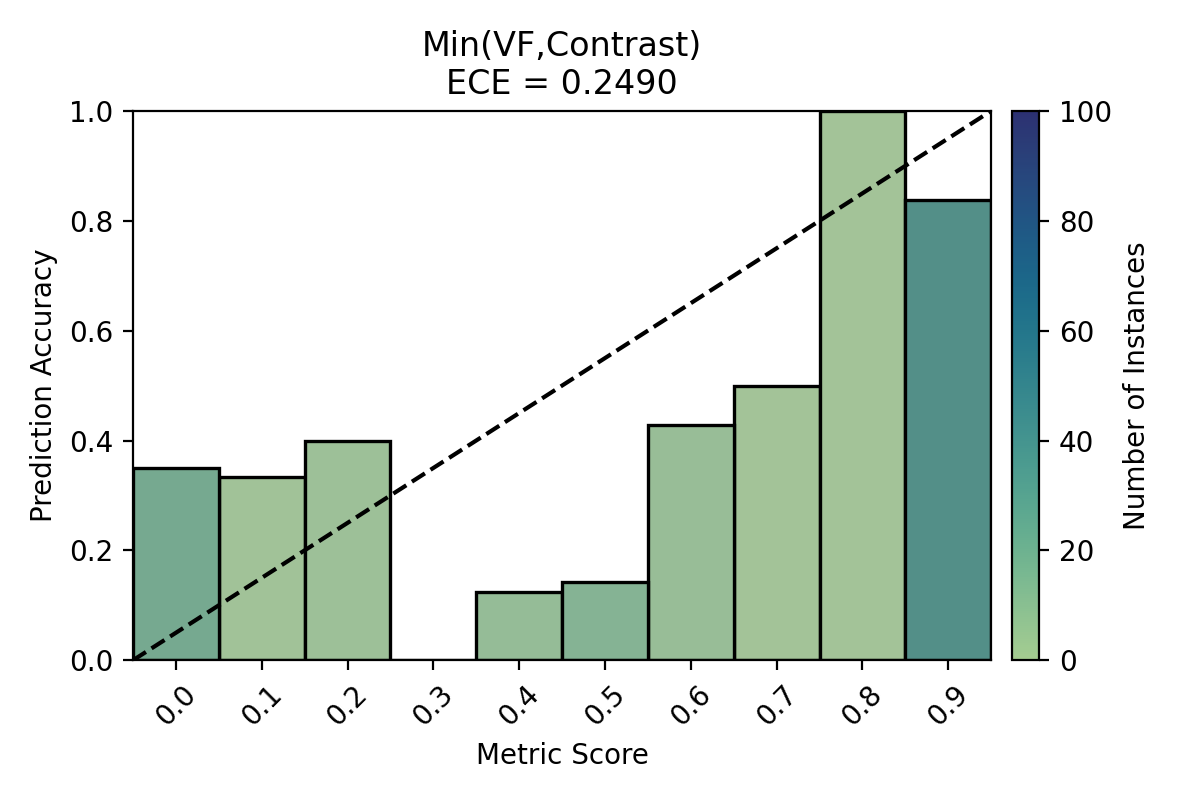 Min(VF,Contrast)
ECE = 0.2490
1.0
0.8
0.6
0.4
0.2
0.0
Prediction Accuracy
0.0 0.1 0.2 0.3 0.4 0.5 0.6 0.7 0.8 0.9
Metric Score
100
80
60
40
20
0
Number of Instances